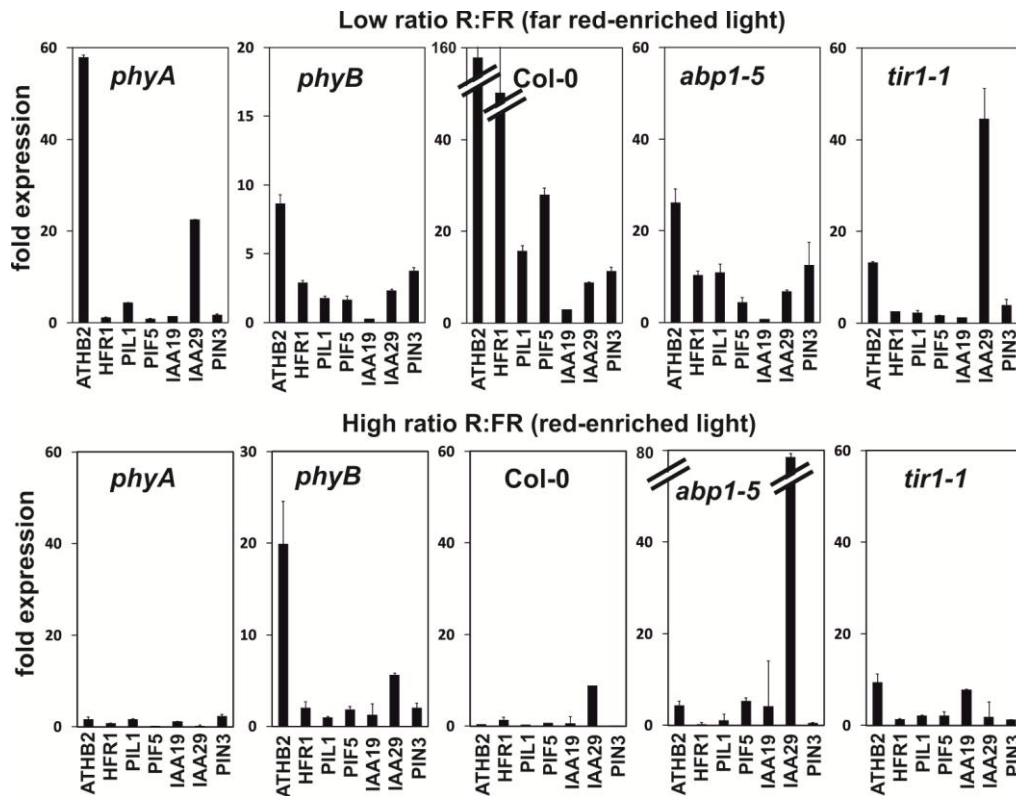 Low ratio R:FR (far red-enriched light)
fold expression
60
40
20
0
phyA
ATHB2
HFR1
PIL1
PIF5
IAA19
IAA29
PIN3
20
15
10
5
0
phyB
ATHB2
HFR1
PIL1
PIF5
IAA19
IAA29
PIN3
160
40
20
0
Col-0
ATHB2
HFR1
PIL1
PIF5
IAA19
IAA29
PIN3
60
40
20
0
abp1-5
ATHB2
HFR1
PIL1
PIF5
IAA19
IAA29
PIN3
60
40
20
0
tir1-1
ATHB2
HFR1
PIL1
PIF5
IAA19
IAA29
PIN3
High ratio R:FR (red-enriched light)
fold expression
60
40
20
0
phyA
ATHB2
HFR1
PIL1
PIF5
IAA19
IAA29
PIN3
30
20
10
0
phyB
ATHB2
HFR1
PIL1
PIF5
IAA19
IAA29
PIN3
60
40
20
0
Col-0
ATHB2
HFR1
PIL1
PIF5
IAA19
IAA29
PIN3
80
40
20
0
abp1-5
ATHB2
HFR1
PIL1
PIF5
IAA19
IAA29
PIN3
60
40
20
0
tir1-1
ATHB2
HFR1
PIL1
PIF5
IAA19
IAA29
PIN3